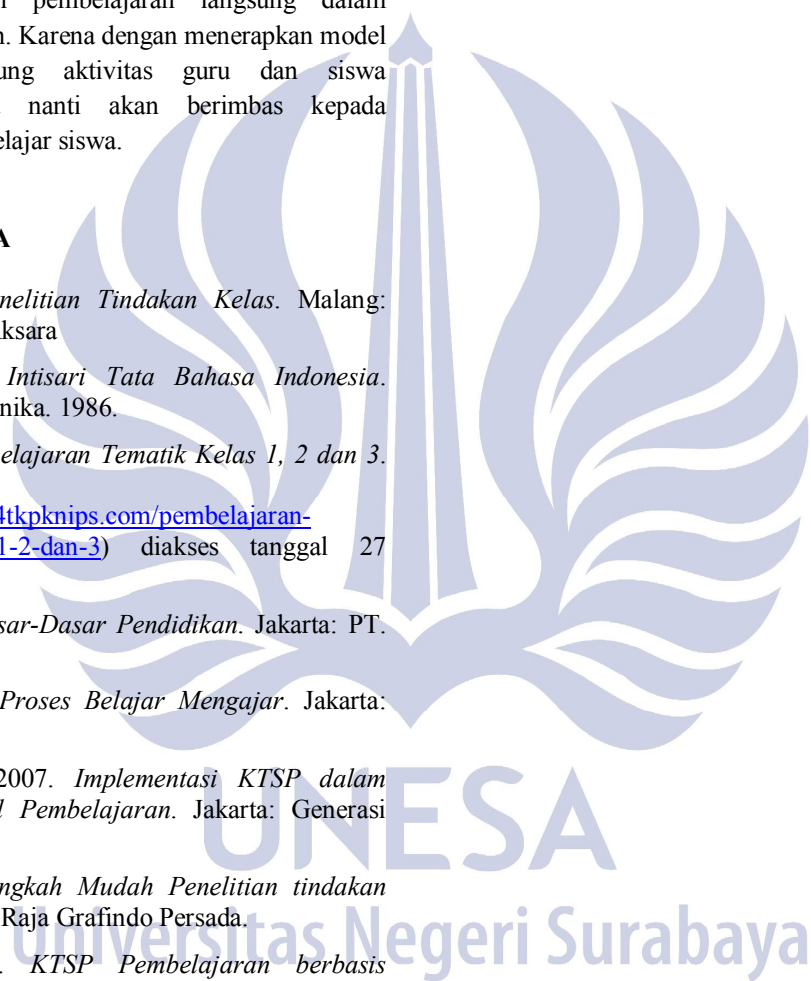 pembelajaran langsung dalam
Karena dengan menerapkan model
aktivitas guru dan siswa
nanti akan berimbas kepada
elajar siswa.
A
nelitian Tindakan Kelas. Malang:
ksara
Intisari Tata Bahasa Indonesia.
nika. 1986.
elajaran Tematik Kelas 1, 2 dan 3.
4tkpknips.com/pembelajaran-
1-2-dan-3) diakses tanggal 27
sar-Dasar Pendidikan. Jakarta: PT.
Proses Belajar Mengajar. Jakarta:
2007. Implementasi KTSP dalam
Pembelajaran. Jakarta: Generasi
ngkah Mudah Penelitian tindakan
Raja Grafindo Persada.
KTSP Pembelajaran berbasis
UNESA
Universitas Negeri Surabaya